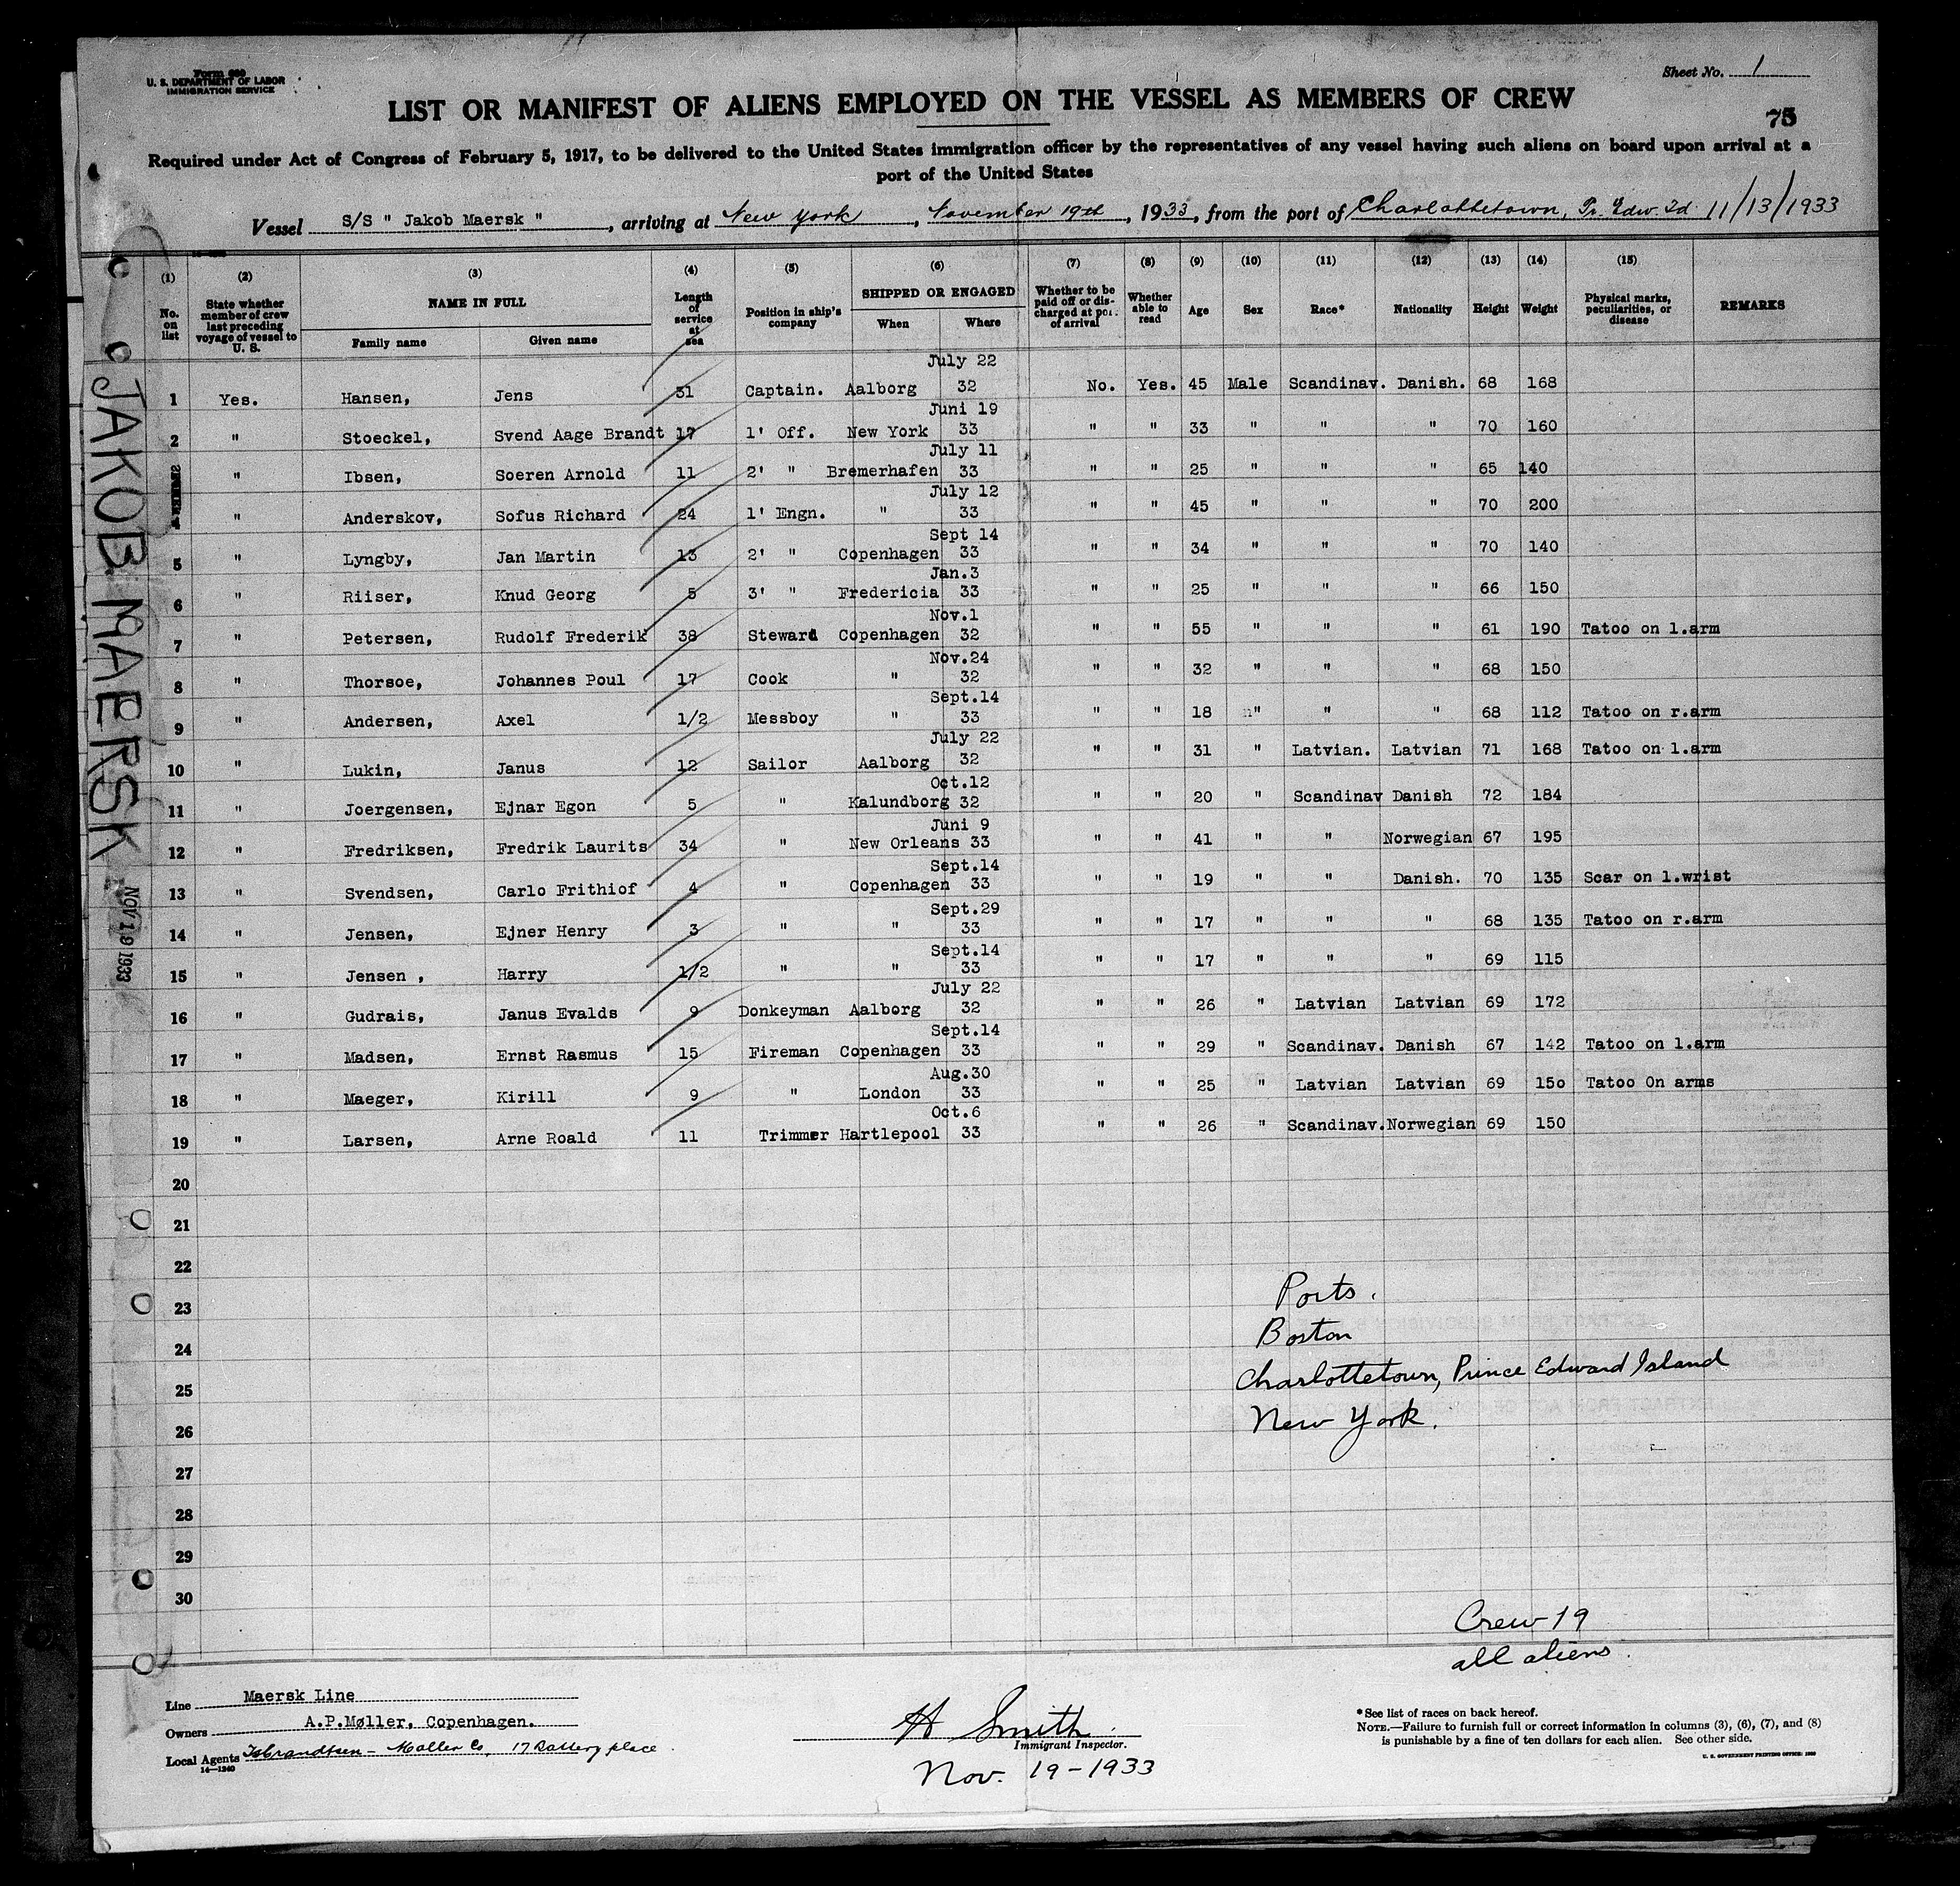 Form 680
U. S. DEPARTMENT OF LABOR
IMMIGRATION SERVICE
Sheet No. 1
LIST OR MANIFEST OF ALIENS EMPLOYED ON THE VESSEL AS MEMBERS OF CREW
75
Required under Act of Congress of February 5, 1917, to be delivered to the United States immigration officer by the representatives of any vessel having such aliens on board upon arrival at a
port of the United States
Vessel S/S " Jakob Maersk ", arriving at New York, November 19th, 1933, from the port of Charlottetown, Pr. Edw. Id. 11/13/1933
(1) (2) (3) (4) (5) (6) (7) (8) (9) (10) (11) (12) (13) (14) (15)
No. on list
State whether member of crew last preceding voyage of vessel to U. S.
NAME IN FULL
Family name Given name
Length of service at sea
Position in ship's company
SHIPPED OR ENGAGED
When Where
Whether to be paid off or discharged at port of arrival
Whether able to read
Age Sex Race* Nationality Height Weight
Physical marks, peculiarities, or disease
REMARKS
July 22
1 Yes. Hansen, Jens 31 Captain. Aalborg 32 No. Yes. 45 Male Scandinav. Danish. 68 168
Juni 19
2 " Stoeckel, Svend Aage Brandt 17 1' Off. New York 33 " " 33 " " " 70 160
July 11
" Ibsen, Soeren Arnold 11 2' " Bremerhafen 33 " " 25 " " " 65 140
July 12
" Anderskov, Sofus Richard 24 1' Engn. " 33 " " 45 " " " 70 200
Sept 14
5 " Lyngby, Jan Martin 13 2' " Copenhagen 33 " " 34 " " " 70 140
Jan.3
6 " Riiser, Knud Georg 5 3' " Fredericia 33 " " 25 " " " 66 150
Nov.1
7 " Petersen, Rudolf Frederik 38 Steward Copenhagen 32 " " 55 " " " 61 190 Tatoo on l.arm
Nov.24
8 " Thorsoe, Johannes Poul 17 Cook " 32 " " 32 " " " 68 150
Sept.14
9 " Andersen, Axel 1/2 Messboy " 33 " " 18 " " " 68 112 Tatoo on r.arm
July 22
10 " Lukin, Janus 12 Sailor Aalborg 32 " " 31 " Latvian. Latvian 71 168 Tatoo on l.arm
Oct.12
11 " Joergensen, Ejnar Egon 5 " Kalundborg 32 " " 20 " Scandinav Danish 72 184
Juni 9
12 " Fredriksen, Fredrik Laurits 34 " New Orleans 33 " " 41 " " Norwegian 67 195
Sept.14
13 " Svendsen, Carlo Frithiof 4 " Copenhagen 33 " " 19 " " Danish. 70 135 Scar on l.wrist
Sept.29
14 " Jensen, Ejner Henry 3 " " 33 " " 17 " " " 68 135 Tatoo on r.arm
Sept.14
15 " Jensen , Harry 1/2 " " 33 " " 17 " " " 69 115
July 22
16 " Gudrais, Janus Evalds 9 Donkeyman Aalborg 32 " " 26 " Latvian Latvian 69 172
Sept.14
17 " Madsen, Ernst Rasmus 15 Fireman Copenhagen 33 " " 29 " Scandinav. Danish 67 142 Tatoo on l.arm
Aug.30
18 " Maeger, Kirill 9 " London 33 " " 25 " Latvian Latvian 69 15o Tatoo On arms
Oct.6
19 " Larsen, Arne Roald 11 Trimmer Hartlepool 33 " " 26 " Scandinav. Norwegian 69 150
20
21
22
23
24
25
26
27
28
29
30
Ports.
Boston
Charlottetown, Prince Edward Island
New York.
Crew 19
all aliens.
JAKOB MAERSK
NOV 19 1933
Line Maersk Line
Owners A.P.Møller, Copenhagen.
Local Agents Isbrandtsen - Moller Co, 17 Battery place
14—1240
H Smith
Immigrant Inspector.
Nov. 19-1933
*See list of races on back hereof.
NOTE.—Failure to furnish full or correct information in columns (3), (6), (7), and (8)
is punishable by a fine of ten dollars for each alien. See other side.